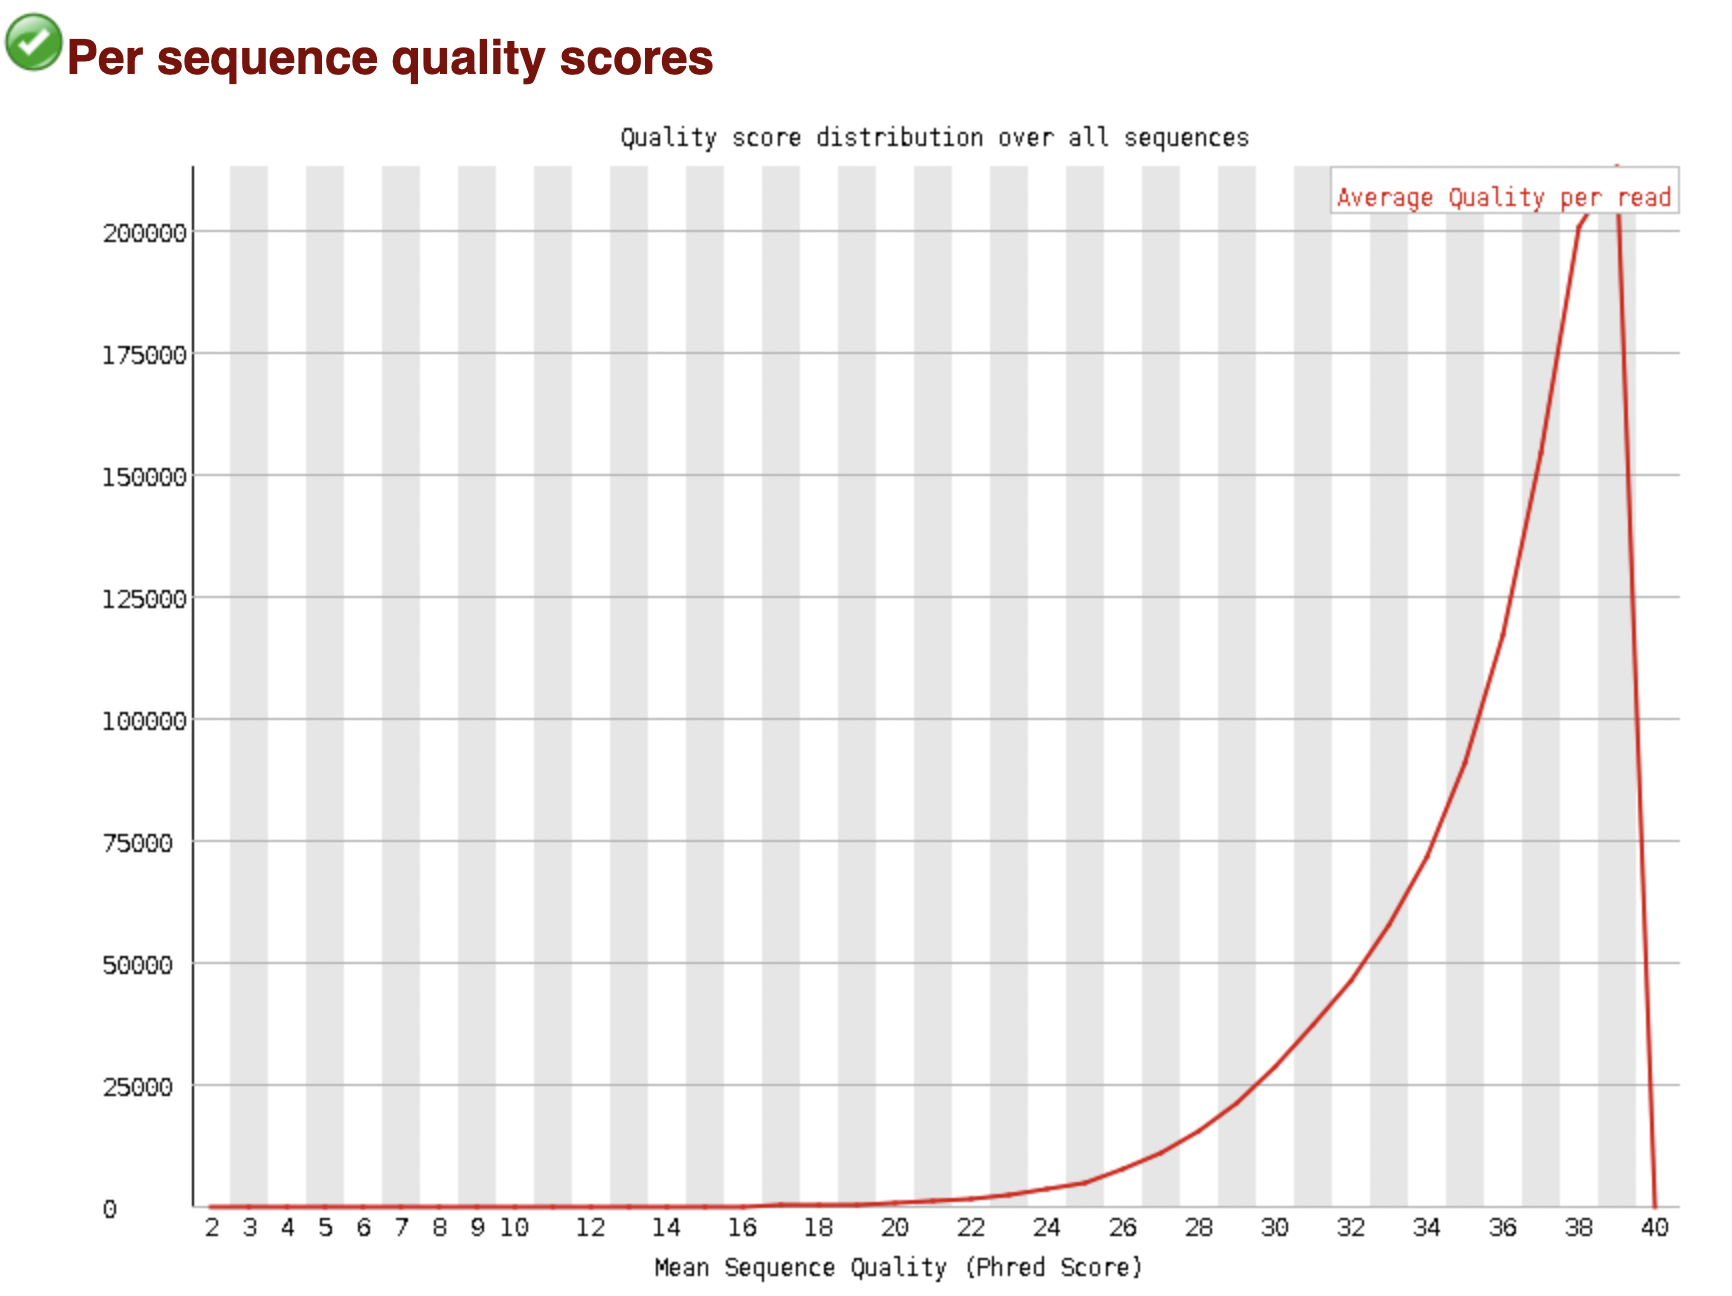 Per sequence quality scores
Quality score distribution over all sequences
Average Quality per read
200000
175000
150000
125000
100000
75000
50000
25000
0
2 3 4 5 6 7 8 9 10 12 14 16 18 20 22 24 26 28 30 32 34 36 38 40
Mean Sequence Quality (Phred Score)